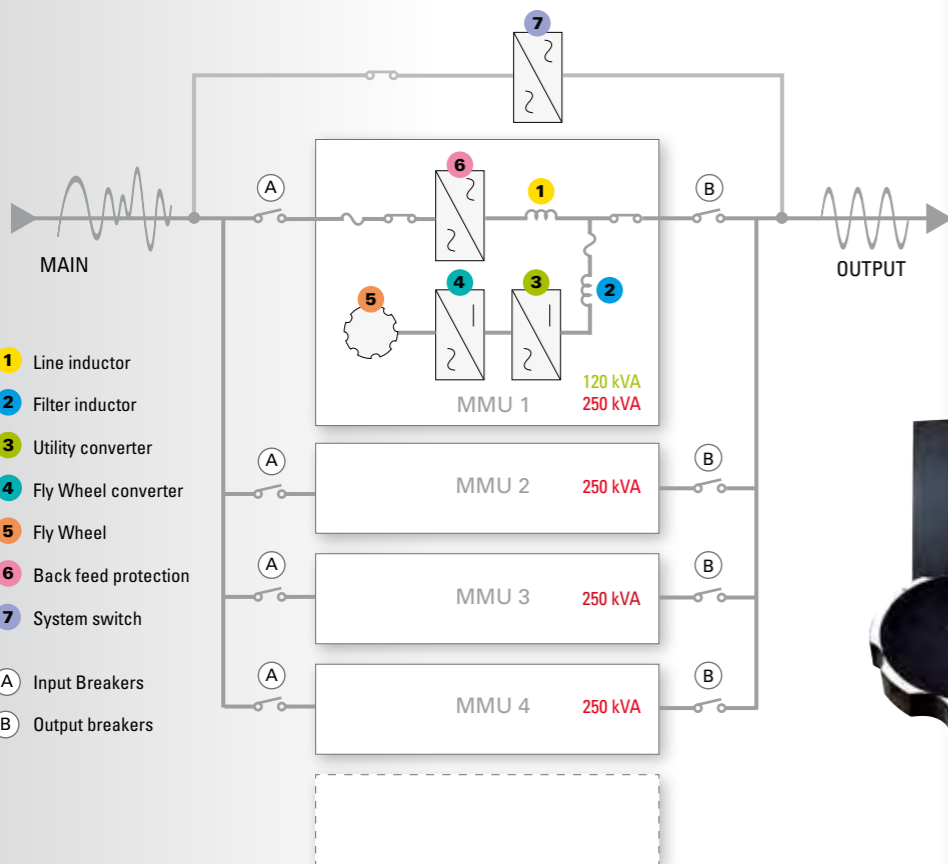 7
6
A
1
B
MAIN
OUTPUT
4
3
5
2
120 kVA
MMU 1
250 kVA
1 Line inductor
2 Filter inductor
3 Utility converter
4 Fly Wheel converter
5 Fly Wheel
6 Back feed protection
7 System switch
A Input Breakers
B Output breakers
A
B
MMU 2
250 kVA
A
B
MMU 3
250 kVA
A
B
MMU 4
250 kVA